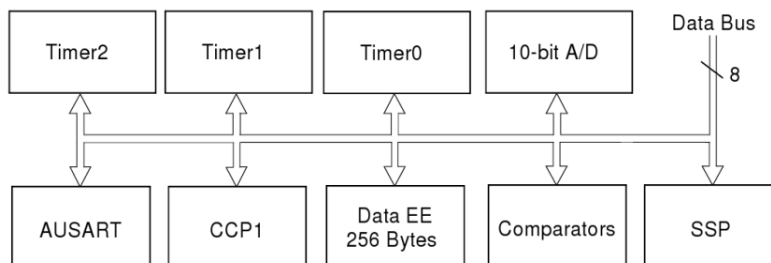 Timer2
Timer1
Timer0
10-bit A/D
Data Bus
8
AUSART
CCP1
Data EE
256 Bytes
Comparators
SSP